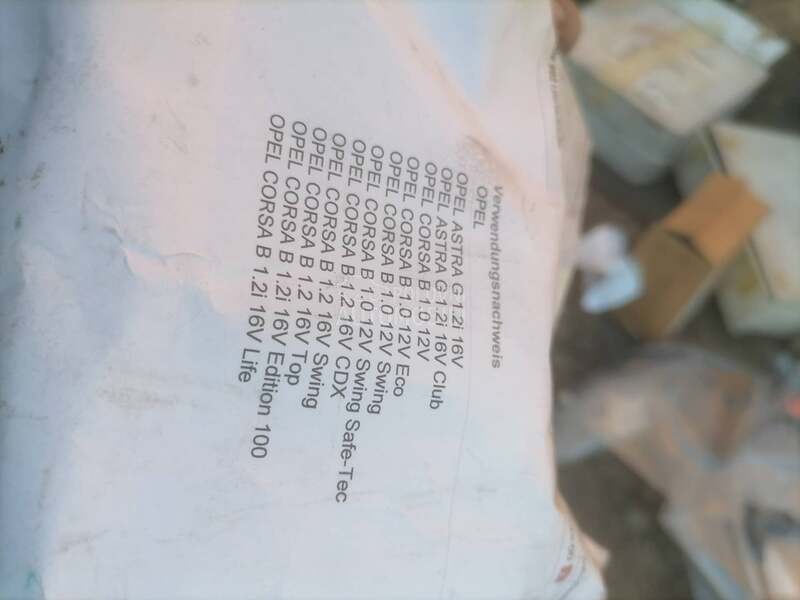 Verwendungsnachweis
OPEL
OPEL ASTRA G 1.2i 16V
OPEL ASTRA G 1.2i 16V Club
OPEL CORSA B 1.0 12V
OPEL CORSA B 1.0 12V Eco
OPEL CORSA B 1.0 12V Swing
OPEL CORSA B 1.0 12V Swing Safe-Tec
OPEL CORSA B 1.2 16V CDX
OPEL CORSA B 1.2 16V Swing
OPEL CORSA B 1.2 16V Top
OPEL CORSA B 1.2i 16V Edition 100
OPEL CORSA B 1.2i 16V Life